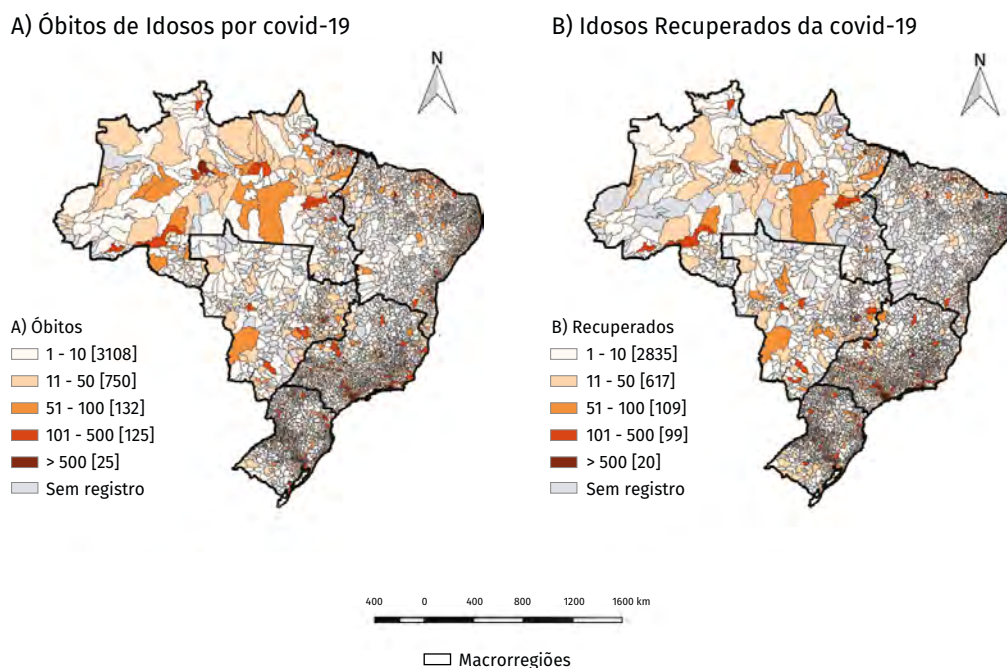 A) Óbitos de Idosos por covid-19
N
A) Óbitos
1 - 10 [3108]
11 - 50 [750]
51 - 100 [132]
101 - 500 [125]
> 500 [25]
Sem registro
B) Idosos Recuperados da covid-19
N
B) Recuperados
1 - 10 [2835]
11 - 50 [617]
51 - 100 [109]
101 - 500 [99]
> 500 [20]
Sem registro
400 0 400 800 1200 1600 km
Macrorregiões